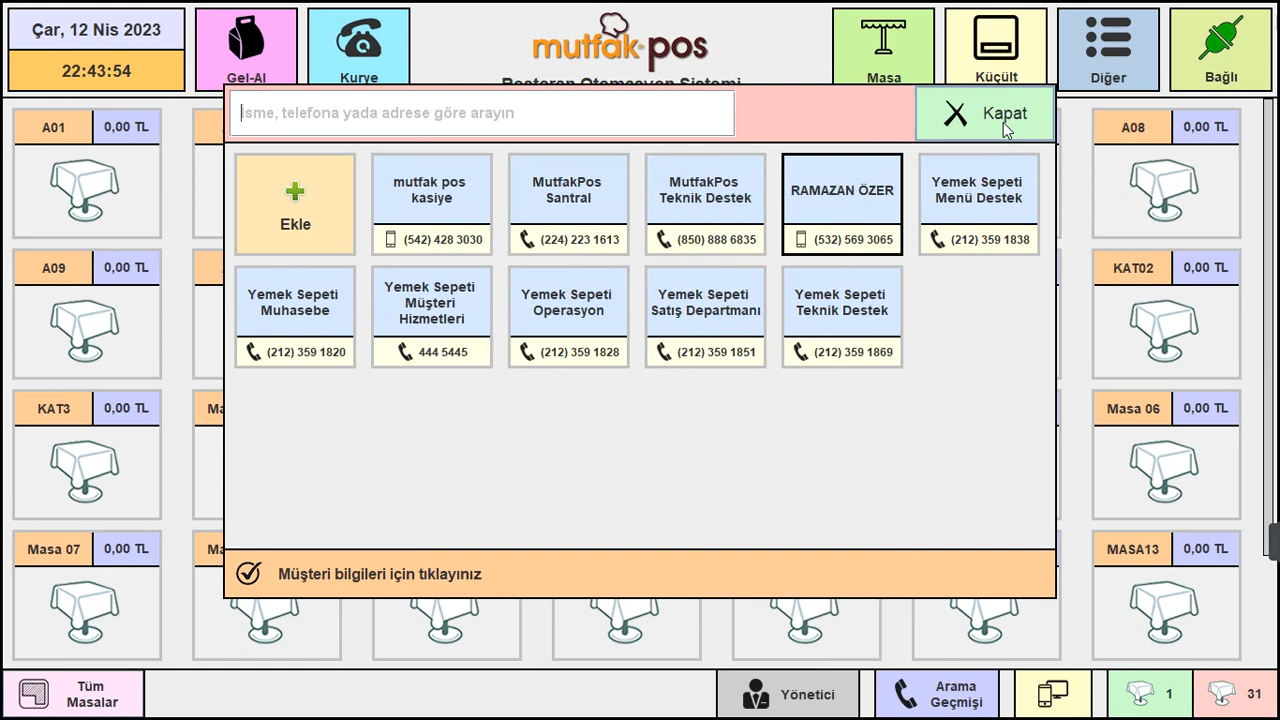 Çar, 12 Nis 2023
22:43:54
Gel-Al
Kurye
mutfak pos
Restoran Otomasyon Sistemi
Masa
Küçült
Diğer
Bağlı
isme, telefona yada adrese göre arayın
Kapat
A01
0,00 TL
A08
0,00 TL
Ekle
mutfak pos
kasiye
(542) 428 3030
MutfakPos
Santral
(224) 223 1613
MutfakPos
Teknik Destek
(850) 888 6835
RAMAZAN ÖZER
(532) 569 3065
Yemek Sepeti
Menü Destek
(212) 359 1838
A09
0,00 TL
KAT02
0,00 TL
Yemek Sepeti
Muhasebe
(212) 359 1820
Yemek Sepeti
Müşteri
Hizmetleri
444 5445
Yemek Sepeti
Operasyon
(212) 359 1828
Yemek Sepeti
Satış Departmanı
(212) 359 1851
Yemek Sepeti
Teknik Destek
(212) 359 1869
KAT3
0,00 TL
Masa 06
0,00 TL
Masa 07
0,00 TL
MASA13
0,00 TL
Müşteri bilgileri için tıklayınız
Tüm
Masalar
Yönetici
Arama
Geçmişi
1
31